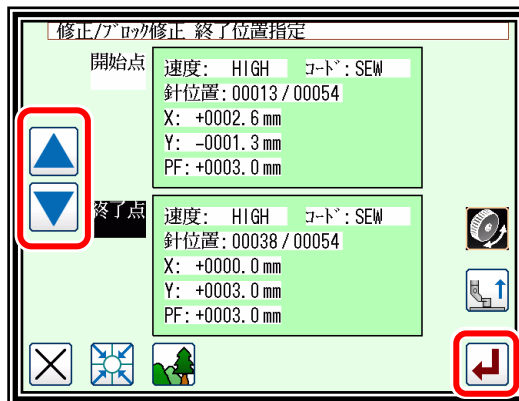 修正/ブロック修正 終了位置指定
開始点
速度: HIGH コード:SEW
針位置:00013/00054
X: +0002.6mm
Y: -0001.3mm
PF:+0003.0mm
終了点
速度: HIGH コード:SEW
針位置:00038/00054
X: +0000.0mm
Y: +0003.0mm
PF:+0003.0mm